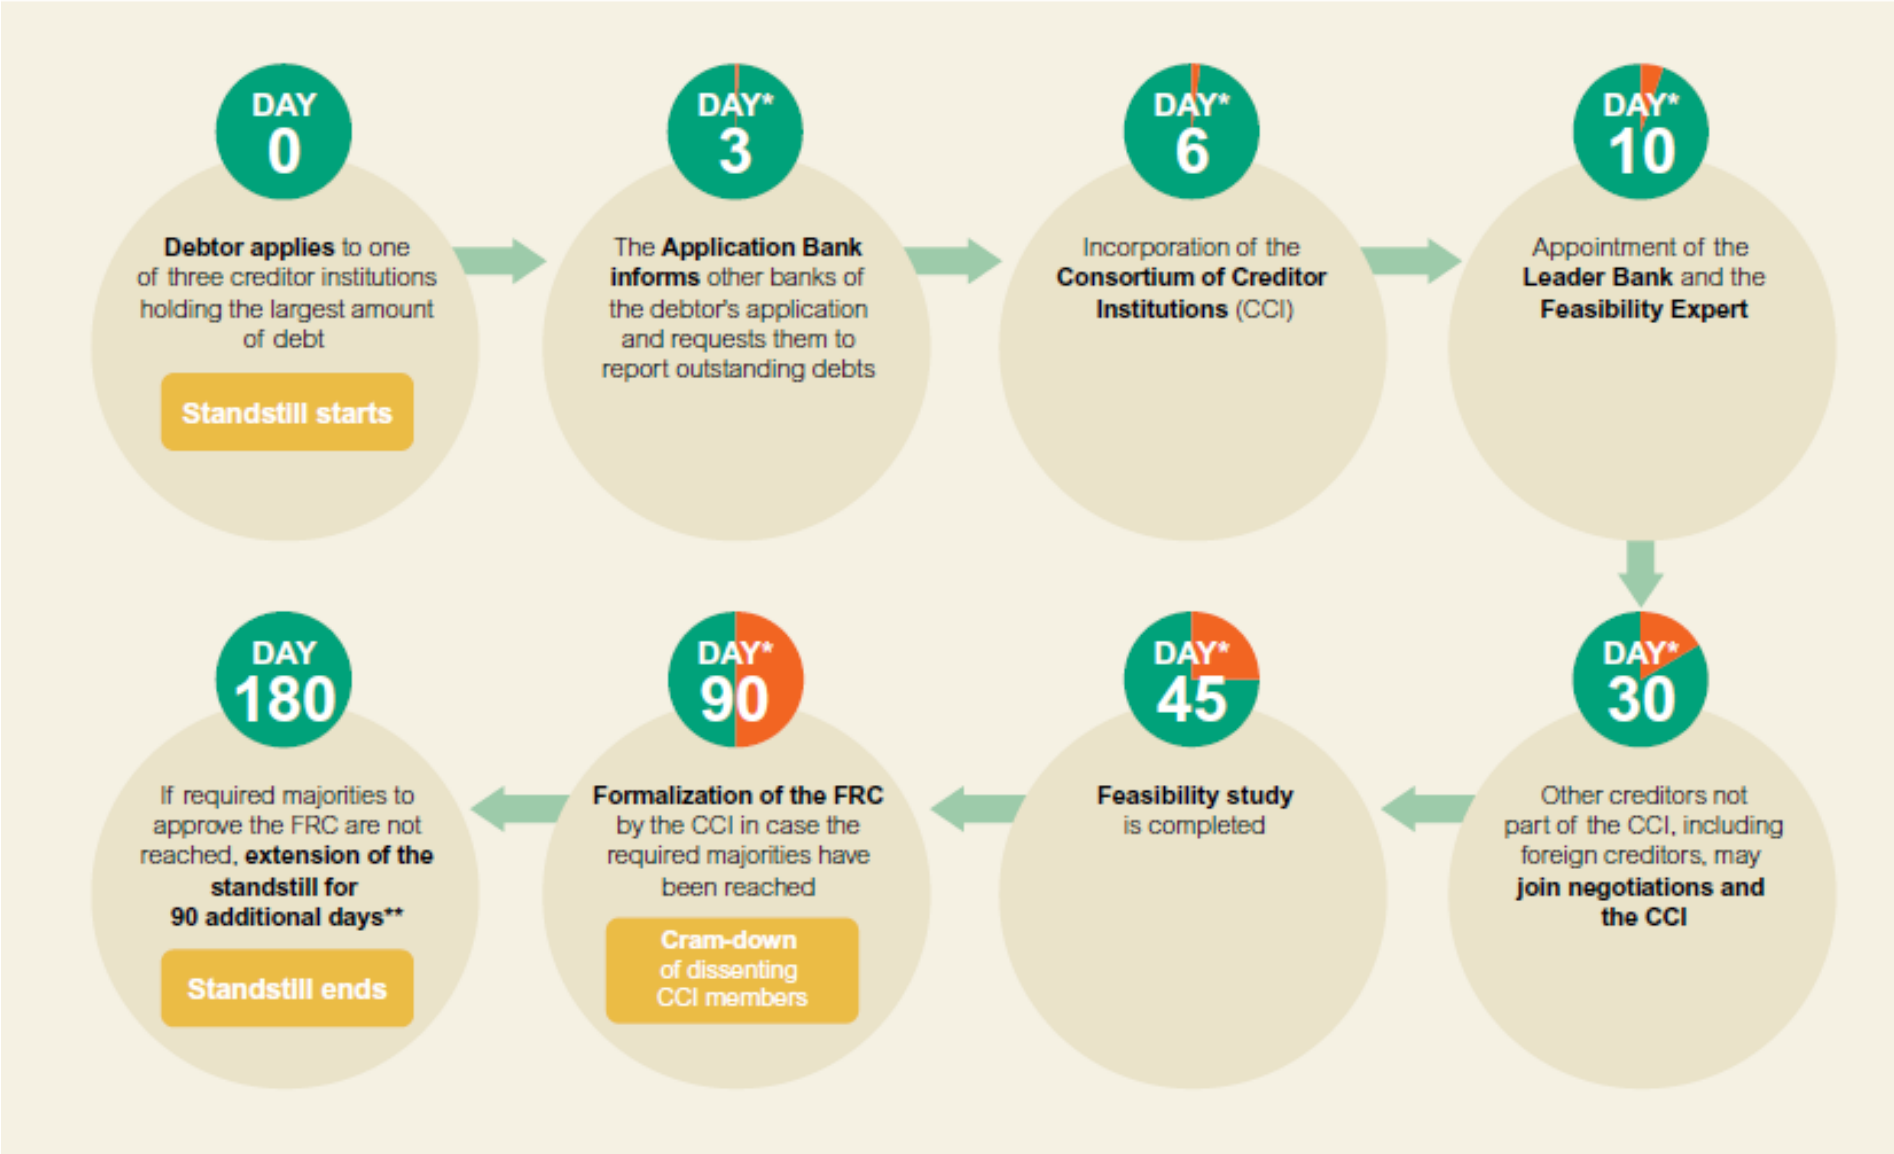 DAY
0
Debtor applies to one
of three creditor institutions
holding the largest amount
of debt
Standstill starts
DAY*
3
The Application Bank
informs other banks of
the debtor's application
and requests them to
report outstanding debts
DAY*
6
Incorporation of the
Consortium of Creditor
Institutions (CCI)
DAY*
10
Appointment of the
Leader Bank and the
Feasibility Expert
DAY*
30
Other creditors not
part of the CCI, including
foreign creditors, may
join negotiations and
the CCI
DAY*
45
Feasibility study
is completed
DAY*
90
Formalization of the FRC
by the CCI in case the
required majorities have
been reached
Cram-down
of dissenting
CCI members
DAY
180
If required majorities to
approve the FRC are not
reached, extension of the
standstill for
90 additional days**
Standstill ends